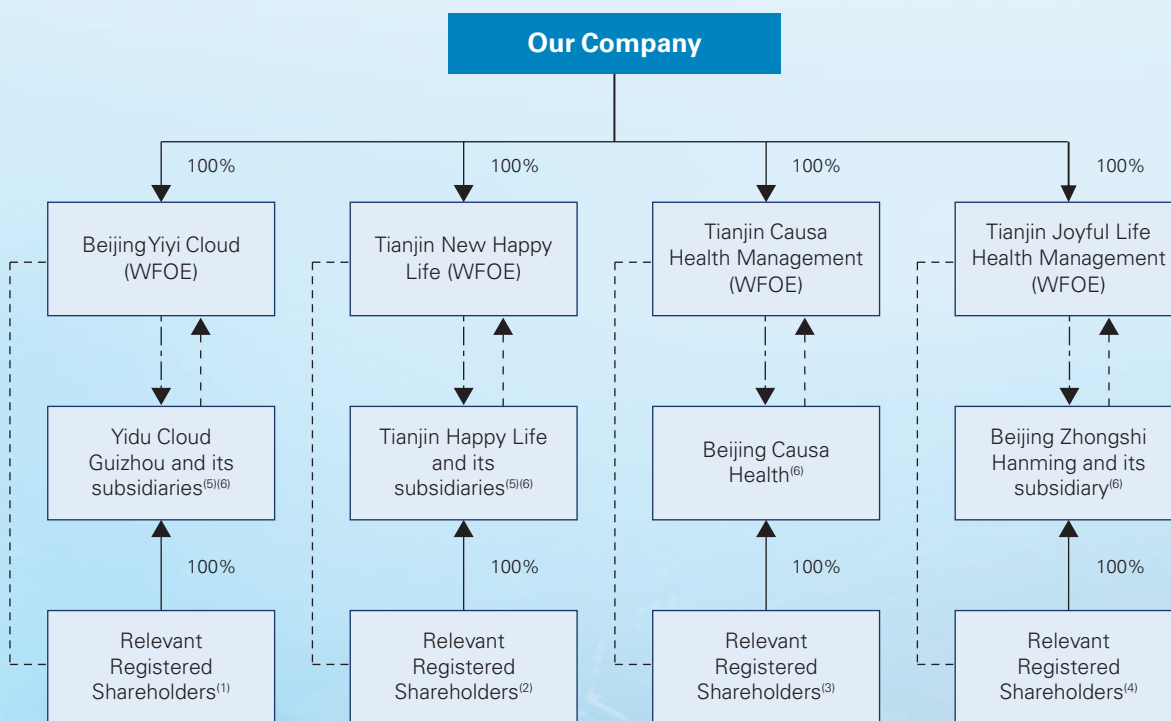 Our Company
100%
100%
100%
100%
Beijing Yiyi Cloud
(WFOE)
Tianjin New Happy
Life (WFOE)
Tianjin Causa
Health Management
(WFOE)
Tianjin Joyful Life
Health Management
(WFOE)
Yidu Cloud
Guizhou and its
subsidiaries(5)(6)
Tianjin Happy Life
and its
subsidiaries(5)(6)
Beijing Causa
Health(6)
Beijing Zhongshi
Hanming and its
subsidiary(6)
100%
100%
100%
100%
Relevant
Registered
Shareholders(1)
Relevant
Registered
Shareholders(2)
Relevant
Registered
Shareholders(3)
Relevant
Registered
Shareholders(4)